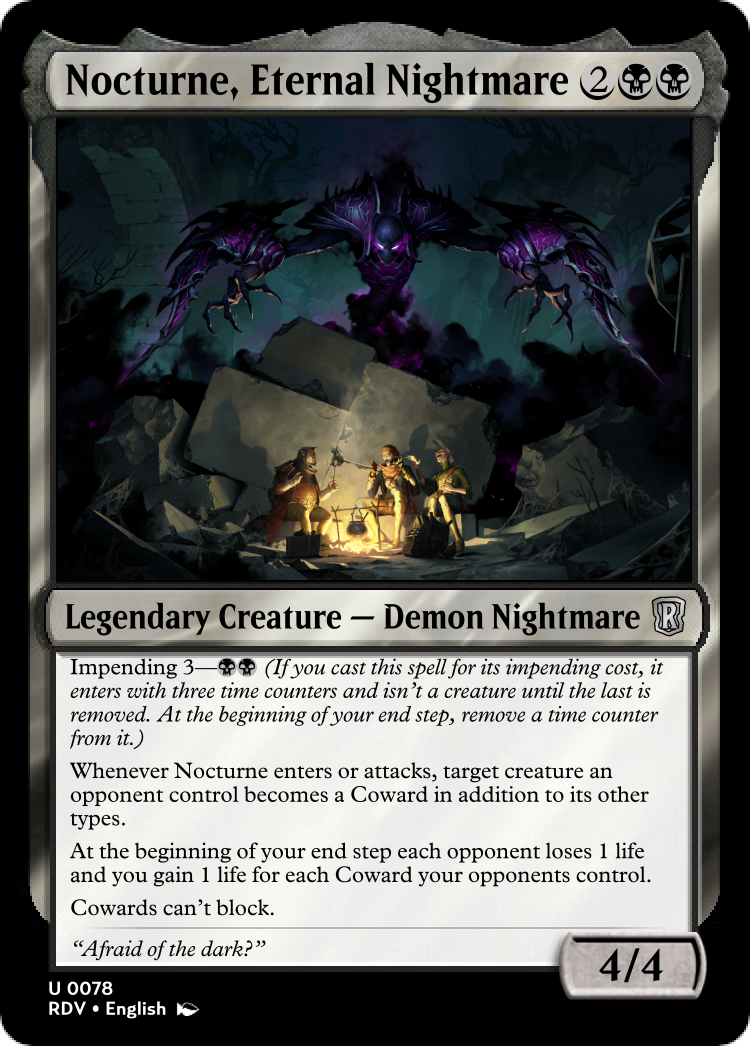 Nocturne, Eternal Nightmare 2
Legendary Creature — Demon Nightmare R
Impending 3— (If you cast this spell for its impending cost, it
enters with three time counters and isn't a creature until the last is
removed. At the beginning of your end step, remove a time counter
from it.)
Whenever Nocturne enters or attacks, target creature an
opponent control becomes a Coward in addition to its other
types.
At the beginning of your end step each opponent loses 1 life
and you gain 1 life for each Coward your opponents control.
Cowards can't block.
"Afraid of the dark?"
4/4
U 0078
RDV • English